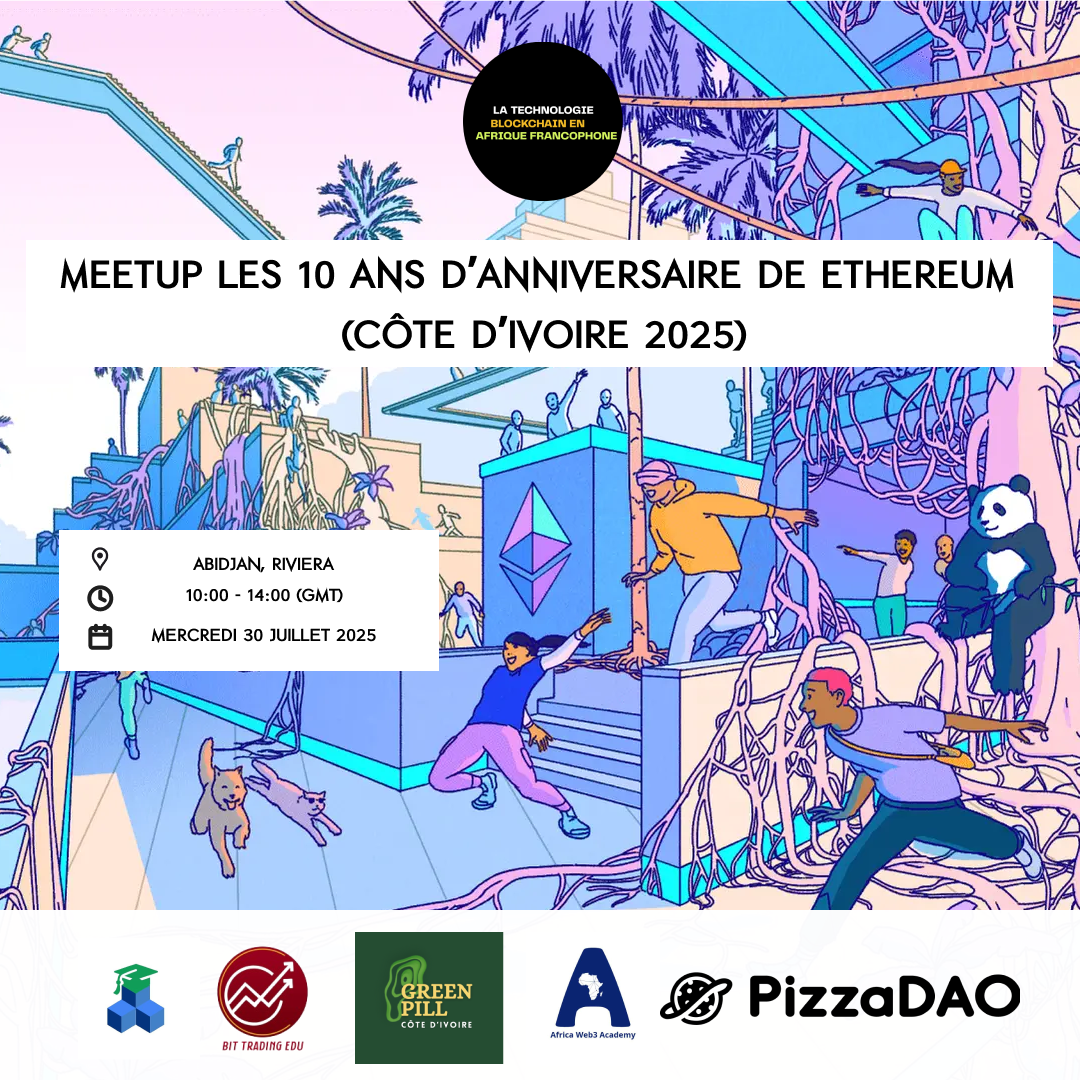 LA TECHNOLOGIE
BLOCKCHAIN EN
AFRIQUE FRANCOPHONE
MEETUP LES 10 ANS D'ANNIVERSAIRE DE ETHEREUM
(CÔTE D'IVOIRE 2025)
ABIDJAN, RIVIERA
10:00 - 14:00 (GMT)
MERCREDI 30 JUILLET 2025
BIT TRADING EDU
GREEN
PILL
CÔTE D'IVOIRE
Africa Web3 Academy
PizzaDAO